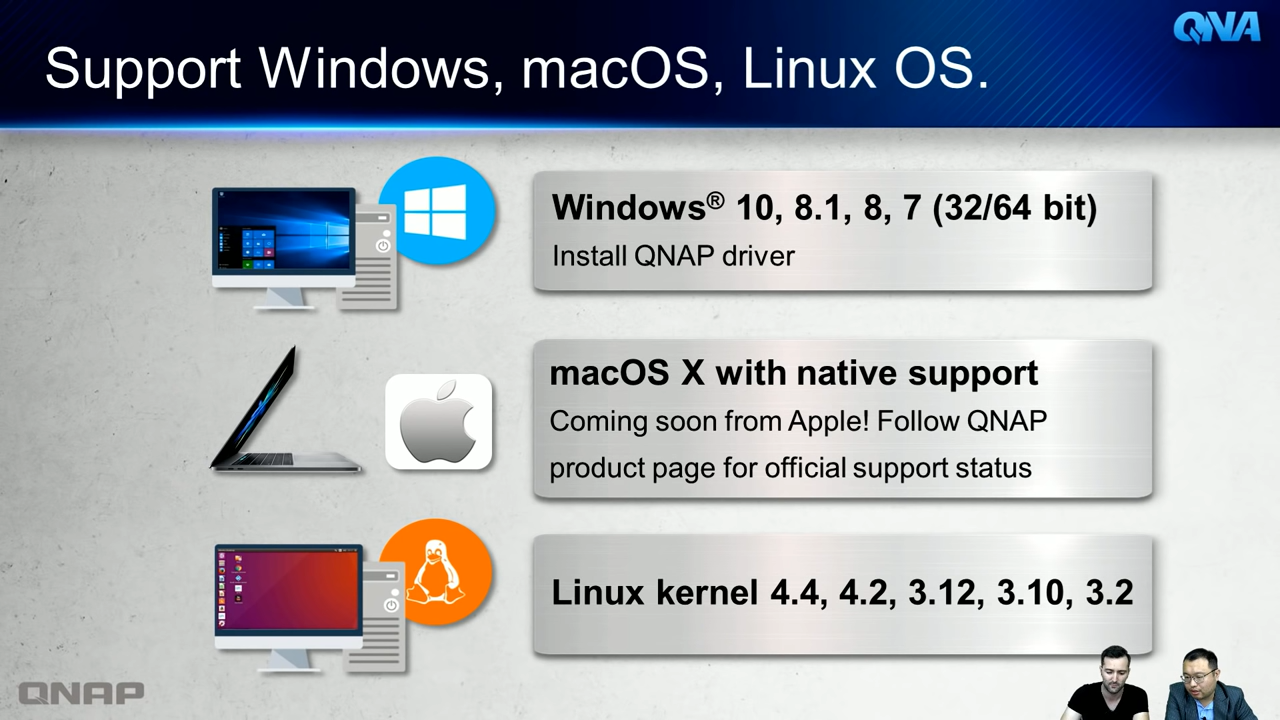 QNA
Support Windows, macOS, Linux OS.
Windows® 10, 8.1, 8, 7 (32/64 bit)
Install QNAP driver
macOS X with native support
Coming soon from Apple! Follow QNAP
product page for official support status
Linux kernel 4.4, 4.2, 3.12, 3.10, 3.2
QNAP